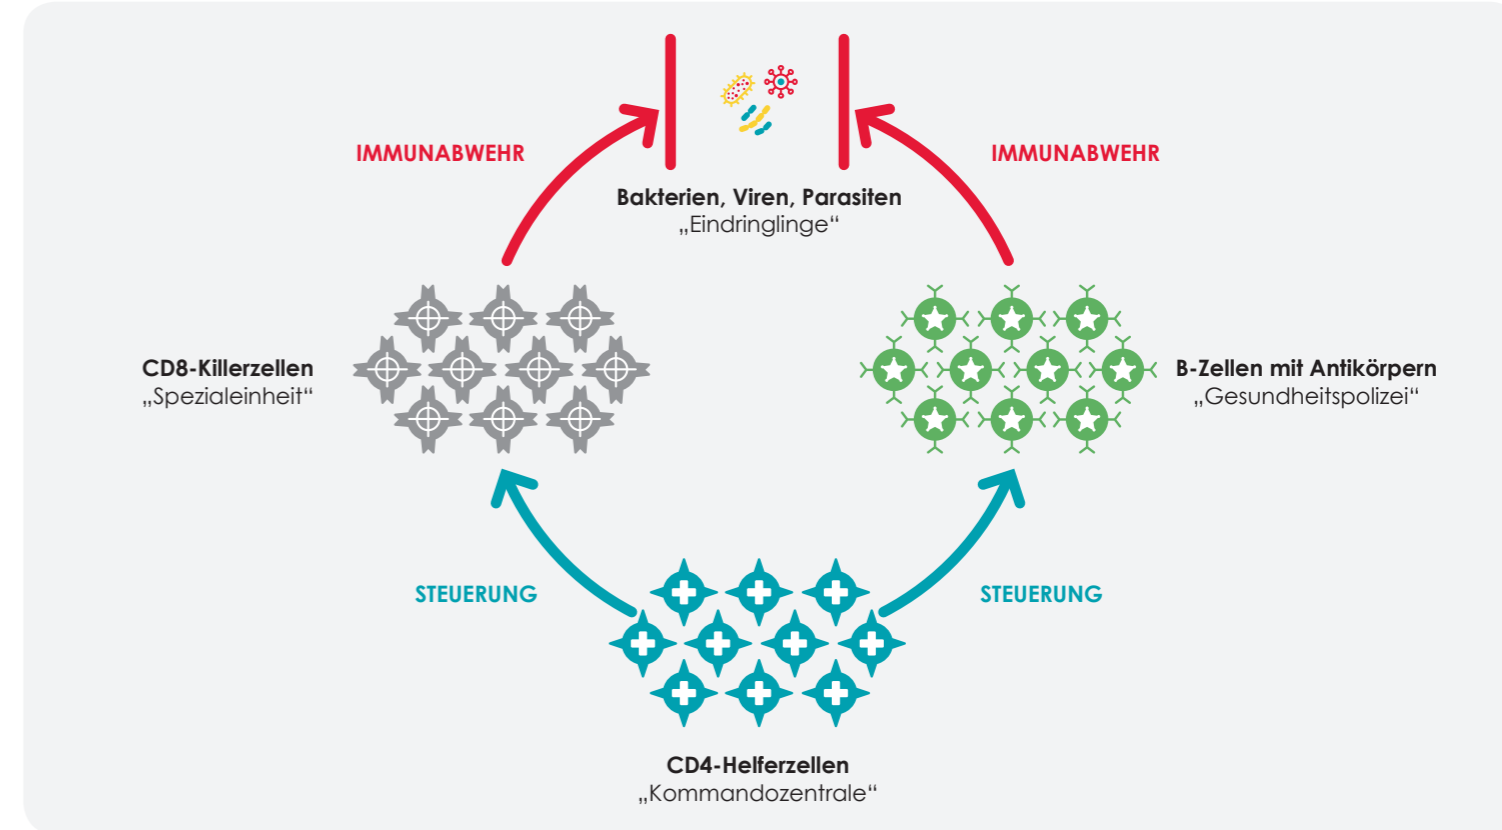 IMMUNABWEHR
IMMUNABWEHR
Bakterien, Viren, Parasiten
„Eindringlinge“
CD8-Killerzellen
„Spezialeinheit“
B-Zellen mit Antikörpern
„Gesundheitspolizei“
STEUERUNG
STEUERUNG
CD4-Helferzellen
„Kommandozentrale“